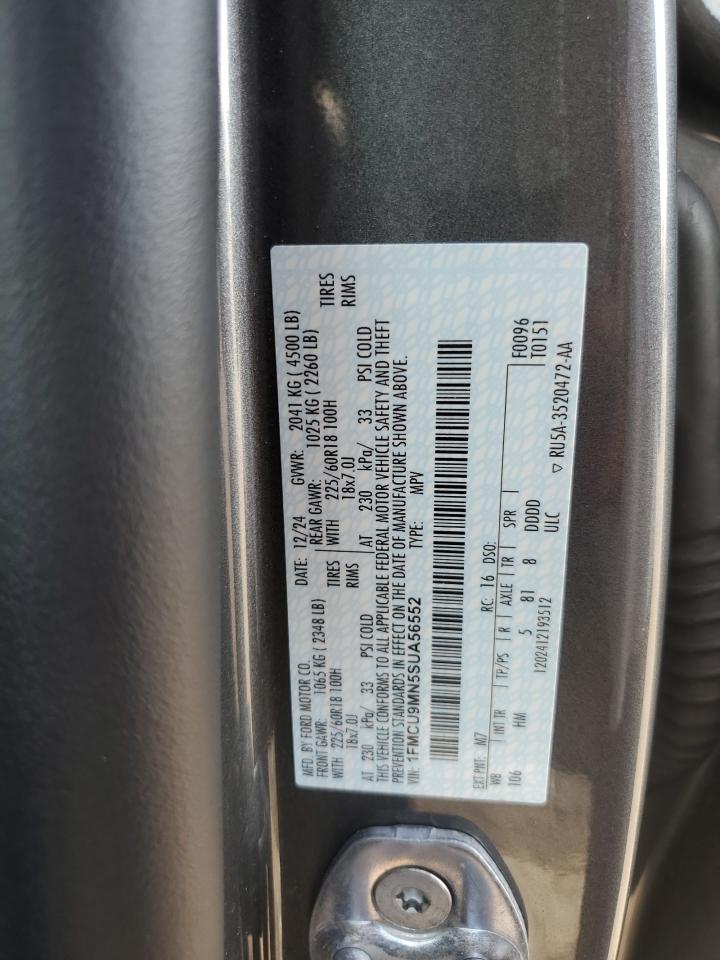 MFD. BY FORD MOTOR CO.
DATE: 12/24 GVWR: 2041 KG ( 4500 LB)
FRONT GAWR: 1065 KG ( 2348 LB) REAR GAWR: 1025 KG ( 2260 LB)
WITH 225/60R18 100H TIRES WITH 225/60R18 100H TIRES
18x7.0J RIMS 18x7.0J RIMS
AT 230 kPa/ 33 PSI COLD AT 230 kPa/ 33 PSI COLD
THIS VEHICLE CONFORMS TO ALL APPLICABLE FEDERAL MOTOR VEHICLE SAFETY AND THEFT
PREVENTION STANDARDS IN EFFECT ON THE DATE OF MANUFACTURE SHOWN ABOVE.
VIN: 1FMCU9MN5SUA56552 TYPE: MPV
EXT PNT: M7 RC: 16 DSO:
WB INT TR TP/PS R AXLE TR SPR F0096
106 HM 5 81 8 DDDD T0151
1202412193512 ULC ▽ RU5A-3520472-AA